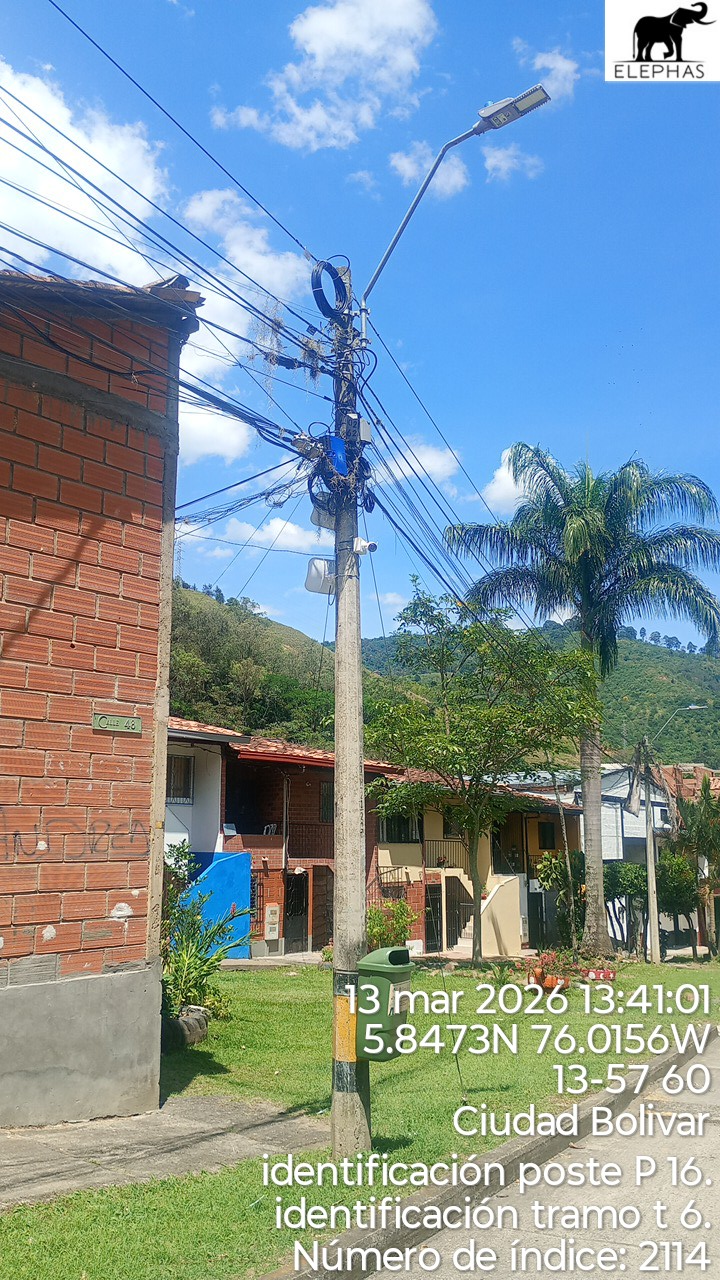 ELEPHAS
CALLE 48
13 mar 2026 13:41:01
5.8473N 76.0156W
13-57 60
Ciudad Bolivar
identificación poste P 16.
identificación tramo t 6.
Número de índice: 2114